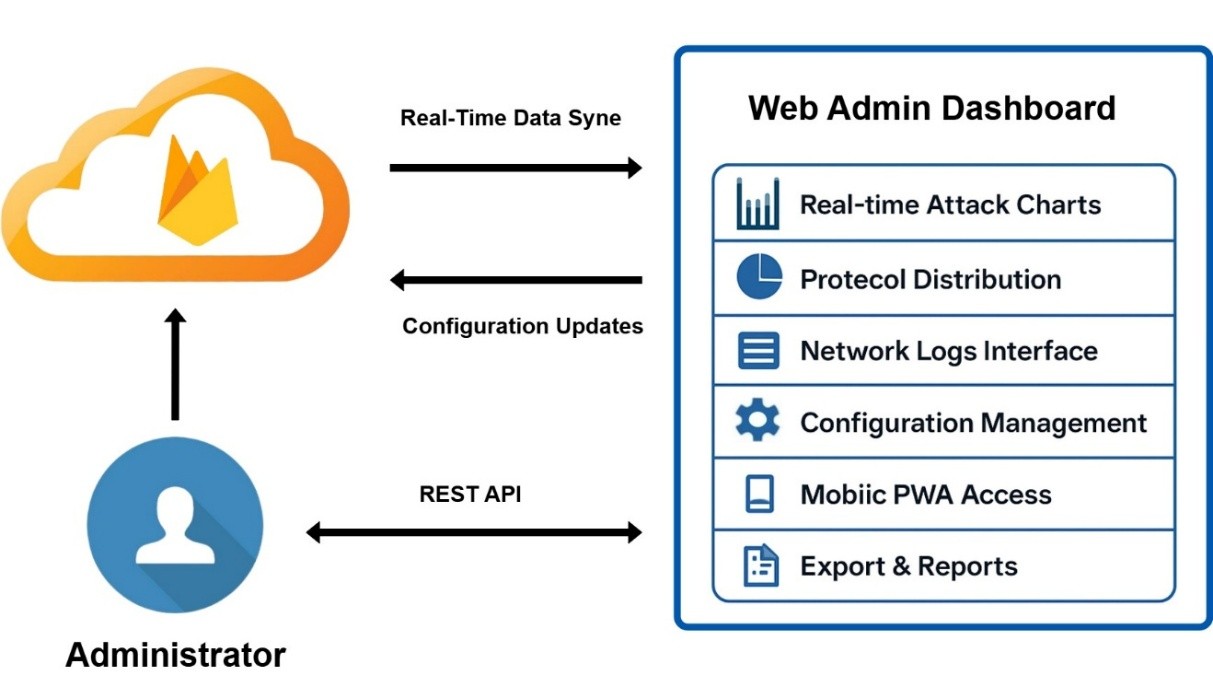 Real-Time Data Syne
Web Admin Dashboard
Real-time Attack Charts
Protecol Distribution
Configuration Updates
Network Logs Interface
Configuration Management
REST API
Mobiic PWA Access
Export & Reports
Administrator